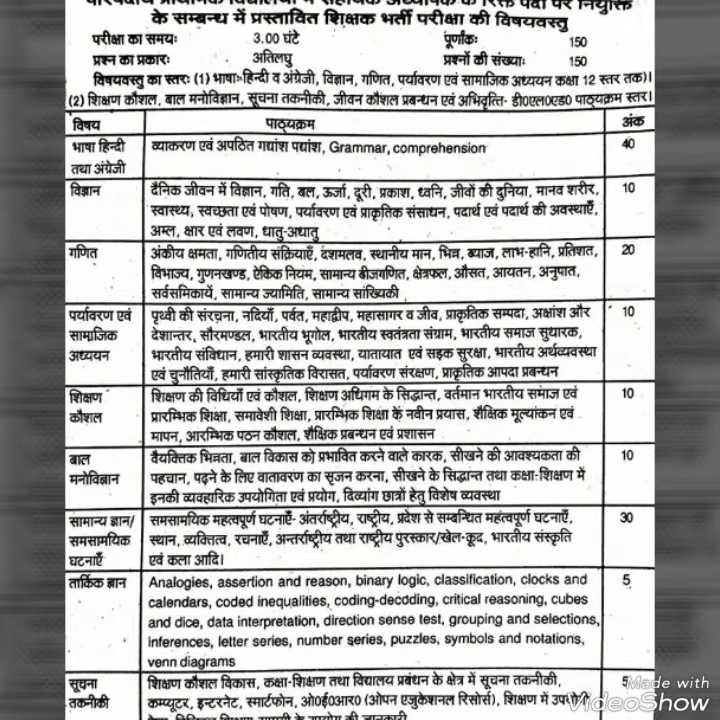 परिषदीय प्राथमिक विद्यालयों में सहायक अध्यापक के रिक्त पदों पर नियुक्ति
के सम्बन्ध में प्रस्तावित शिक्षक भर्ती परीक्षा की विषयवस्तु
परीक्षा का समयः 3.00 घंटे पूर्णांकः 150
प्रश्न का प्रकारः अतिलघु प्रश्नों की संख्याः 150
विषयवस्तु का स्तरः (1) भाषा-हिन्दी व अंग्रेजी, विज्ञान, गणित, पर्यावरण एवं सामाजिक अध्ययन कक्षा 12 स्तर तक)।
(2) शिक्षण कौशल, बाल मनोविज्ञान, सूचना तकनीकी, जीवन कौशल प्रबन्धन एवं अभिवृत्ति- डी०एल०एड० पाठ्यक्रम स्तर।
विषय पाठ्यक्रम अंक
भाषा हिन्दी व्याकरण एवं अपठित गद्यांश पद्यांश, Grammar, comprehension 40
तथा अंग्रेजी
विज्ञान दैनिक जीवन में विज्ञान, गति, बल, ऊर्जा, दूरी, प्रकाश, ध्वनि, जीवों की दुनिया, मानव शरीर, 10
स्वास्थ्य, स्वच्छता एवं पोषण, पर्यावरण एवं प्राकृतिक संसाधन, पदार्थ एवं पदार्थ की अवस्थाएँ,
अम्ल, क्षार एवं लवण, धातु-अधातु
गणित अंकीय क्षमता, गणितीय संक्रियाएँ, दशमलव, स्थानीय मान, भिन्न, ब्याज, लाभ-हानि, प्रतिशत, 20
विभाज्य, गुणनखण्ड, ऐकिक नियम, सामान्य बीजगणित, क्षेत्रफल, औसत, आयतन, अनुपात,
सर्वसमिकायें, सामान्य ज्यामिति, सामान्य सांख्यिकी
पर्यावरण एवं पृथ्वी की संरचना, नदियाँ, पर्वत, महाद्वीप, महासागर व जीव, प्राकृतिक सम्पदा, अक्षांश और 10
सामाजिक देशान्तर, सौरमण्डल, भारतीय भूगोल, भारतीय स्वतंत्रता संग्राम, भारतीय समाज सुधारक,
अध्ययन भारतीय संविधान, हमारी शासन व्यवस्था, यातायात एवं सड़क सुरक्षा, भारतीय अर्थव्यवस्था
एवं चुनौतियाँ, हमारी सांस्कृतिक विरासत, पर्यावरण संरक्षण, प्राकृतिक आपदा प्रबन्धन
शिक्षण शिक्षण की विधियाँ एवं कौशल, शिक्षण अधिगम के सिद्धान्त, वर्तमान भारतीय समाज एवं 10
कौशल प्रारम्भिक शिक्षा, समावेशी शिक्षा, प्रारम्भिक शिक्षा के नवीन प्रयास, शैक्षिक मूल्यांकन एवं
मापन, आरम्भिक पठन कौशल, शैक्षिक प्रबन्धन एवं प्रशासन
बाल वैयक्तिक भिन्नता, बाल विकास को प्रभावित करने वाले कारक, सीखने की आवश्यकता की 10
मनोविज्ञान पहचान, पढ़ने के लिए वातावरण का सृजन करना, सीखने के सिद्धान्त तथा कक्षा-शिक्षण में
इनकी व्यवहारिक उपयोगिता एवं प्रयोग, दिव्यांग छात्रों हेतु विशेष व्यवस्था
सामान्य ज्ञान/ समसामयिक महत्वपूर्ण घटनाएँ- अंतर्राष्ट्रीय, राष्ट्रीय, प्रदेश से सम्बन्धित महत्वपूर्ण घटनाएँ, 30
समसामयिक स्थान, व्यक्तित्व, रचनाएँ, अन्तर्राष्ट्रीय तथा राष्ट्रीय पुरस्कार/खेल-कूद, भारतीय संस्कृति
घटनाएँ एवं कला आदि।
तार्किक ज्ञान Analogies, assertion and reason, binary logic, classification, clocks and 5
calendars, coded inequalities, coding-decoding, critical reasoning, cubes
and dice, data interpretation, direction sense test, grouping and selections,
inferences, letter series, number series, puzzles, symbols and notations,
venn diagrams
सूचना शिक्षण कौशल विकास, कक्षा-शिक्षण तथा विद्यालय प्रबंधन के क्षेत्र में सूचना तकनीकी, 5
तकनीकी कम्प्यूटर, इन्टरनेट, स्मार्टफोन, ओ०ई०आर० (ओपन एजुकेशनल रिसोर्स), शिक्षण में उपयोगी
Made with
VideoShow